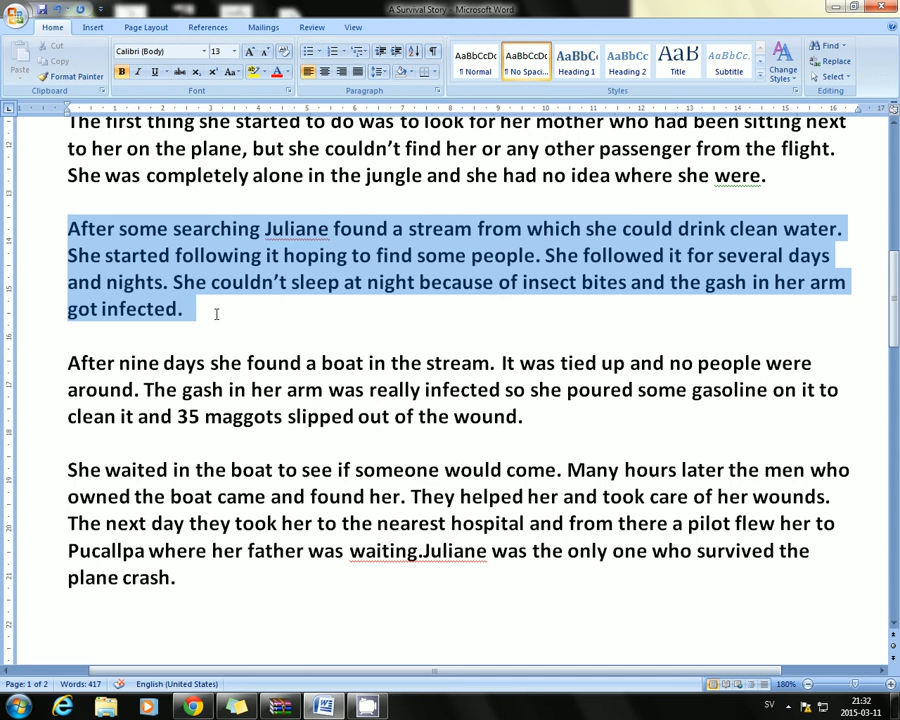 A Survival Story - Microsoft Word
Home Insert Page Layout References Mailings Review View
Cut
Copy
Format Painter
Paste
Clipboard
Calibri (Body) 13
Font
Paragraph
AaBbCcDc AaBbCcDc AaBbCc AaBbCc AaB AaBbCc.
¶ Normal ¶ No Spaci... Heading 1 Heading 2 Title Subtitle
Change Styles
Styles
Find
Replace
Select
Editing
The first thing she started to do was to look for her mother who had been sitting next
to her on the plane, but she couldn’t find her or any other passenger from the flight.
She was completely alone in the jungle and she had no idea where she were.
After some searching Juliane found a stream from which she could drink clean water.
She started following it hoping to find some people. She followed it for several days
and nights. She couldn’t sleep at night because of insect bites and the gash in her arm
got infected.
After nine days she found a boat in the stream. It was tied up and no people were
around. The gash in her arm was really infected so she poured some gasoline on it to
clean it and 35 maggots slipped out of the wound.
She waited in the boat to see if someone would come. Many hours later the men who
owned the boat came and found her. They helped her and took care of her wounds.
The next day they took her to the nearest hospital and from there a pilot flew her to
Pucallpa where her father was waiting.Juliane was the only one who survived the
plane crash.
Page: 1 of 2 Words: 417 English (United States) 180%
SV 21:32
2015-03-11